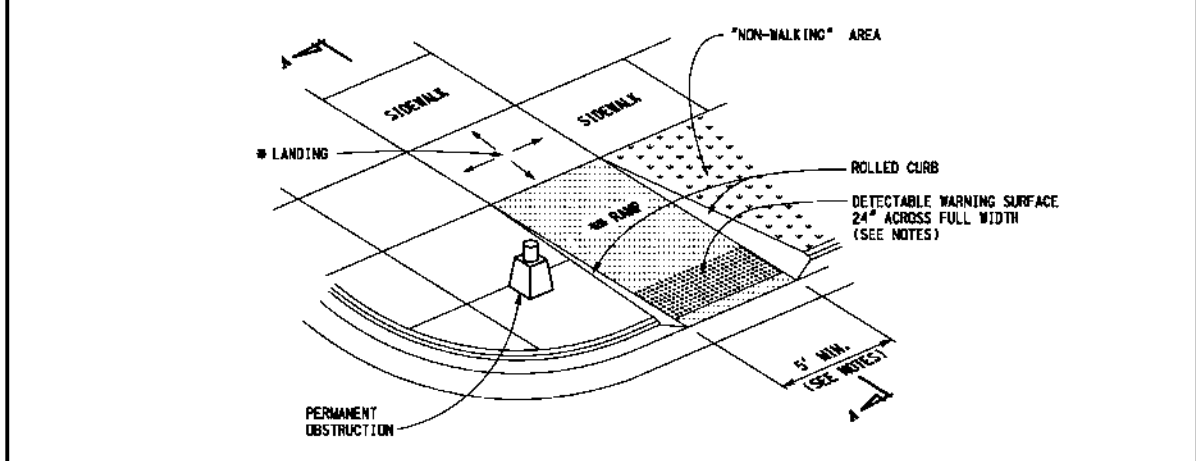 "NON-WALKING" AREA
A
SIDEWALK
SIDEWALK
* LANDING
ROLLED CURB
DETECTABLE WARNING SURFACE
24" ACROSS FULL WIDTH
(SEE NOTES)
RAMP
5' MIN.
(SEE NOTES)
A
PERMANENT
OBSTRUCTION